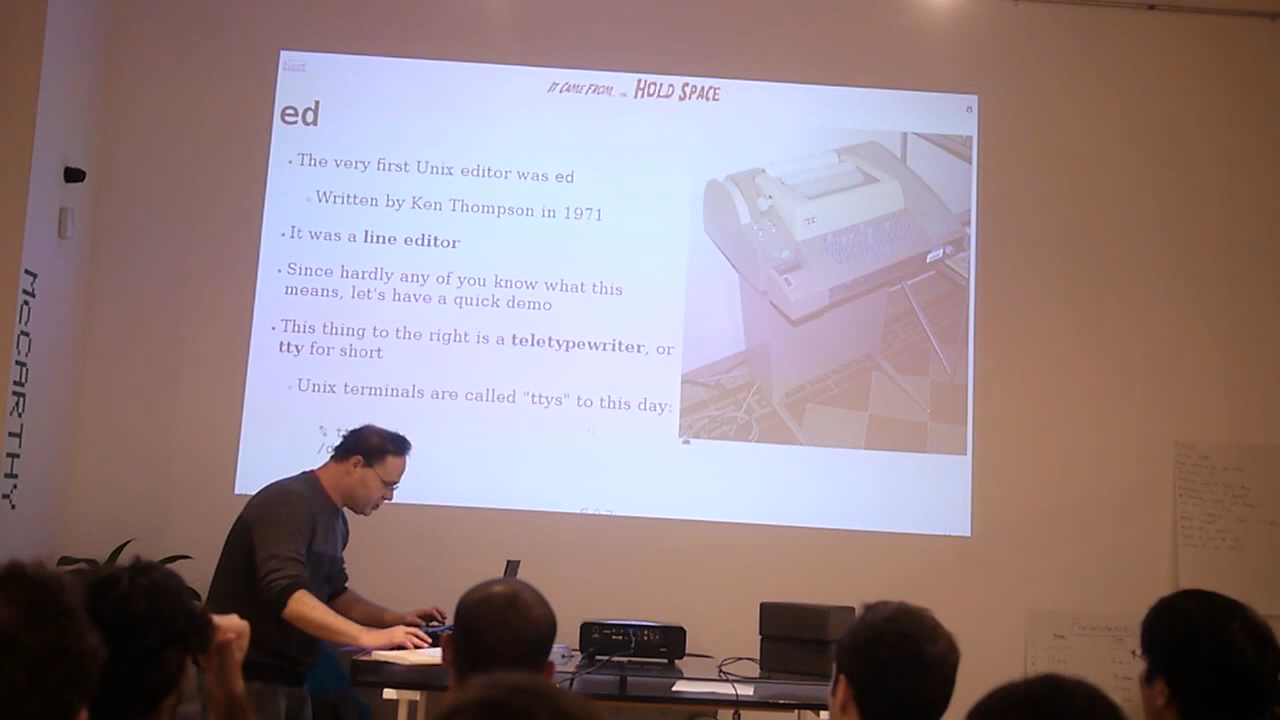 IT CAME FROM HOLD SPACE
8
ed
The very first Unix editor was ed
Written by Ken Thompson in 1971
It was a line editor
Since hardly any of you know what this
means, let's have a quick demo
This thing to the right is a teletypewriter, or
tty for short
Unix terminals are called "ttys" to this day:
%
McCARTHY